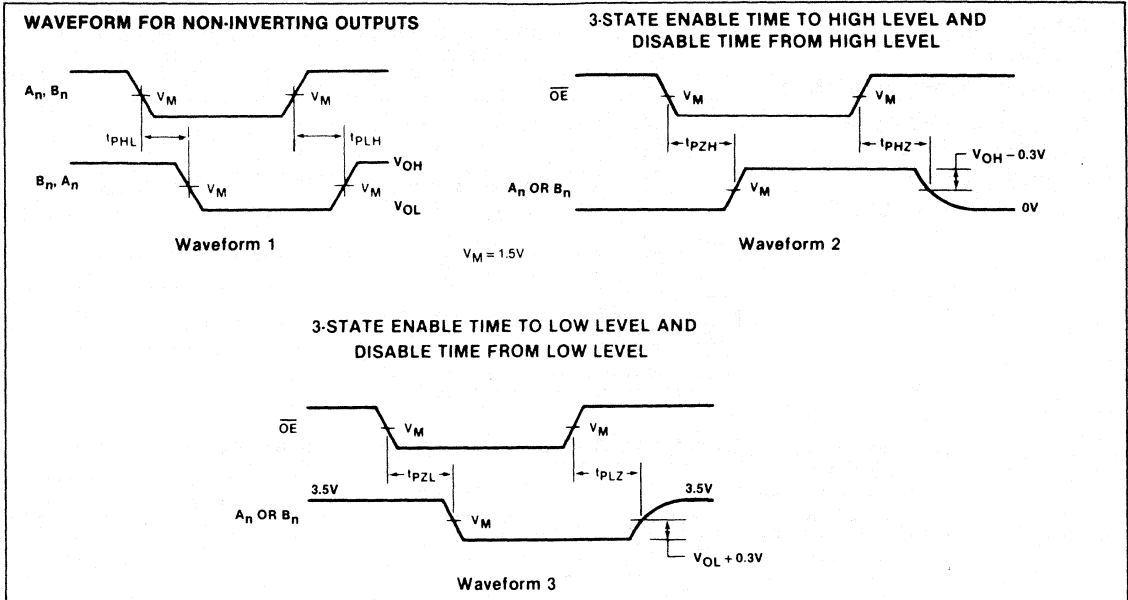 WAVEFORM FOR NON-INVERTING OUTPUTS
An, Bn
VM
VM
tPHL
tPLH
Bn, An
VM
VM
VOH
VOL
Waveform 1
VM = 1.5V
3-STATE ENABLE TIME TO HIGH LEVEL AND
DISABLE TIME FROM HIGH LEVEL
OE
VM
VM
tPZH
tPHZ
VOH – 0.3V
An OR Bn
VM
0V
Waveform 2
3-STATE ENABLE TIME TO LOW LEVEL AND
DISABLE TIME FROM LOW LEVEL
OE
VM
VM
tPZL
tPLZ
3.5V
3.5V
An OR Bn
VM
VOL + 0.3V
Waveform 3